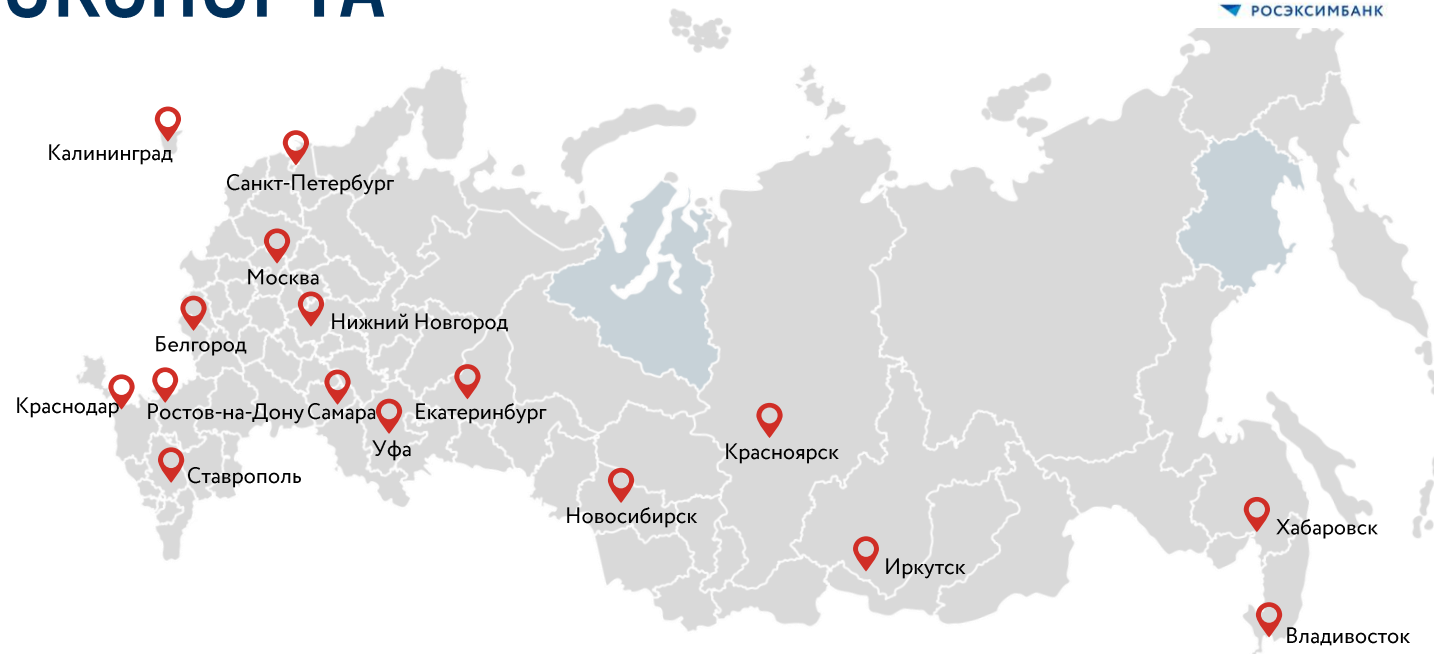 РОСЭКСИМБАНК
Калининград
Санкт-Петербург
Москва
Нижний Новгород
Белгород
Краснодар
Ростов-на-Дону
Самара
Екатеринбург
Уфа
Красноярск
Ставрополь
Новосибирск
Хабаровск
Иркутск
Владивосток